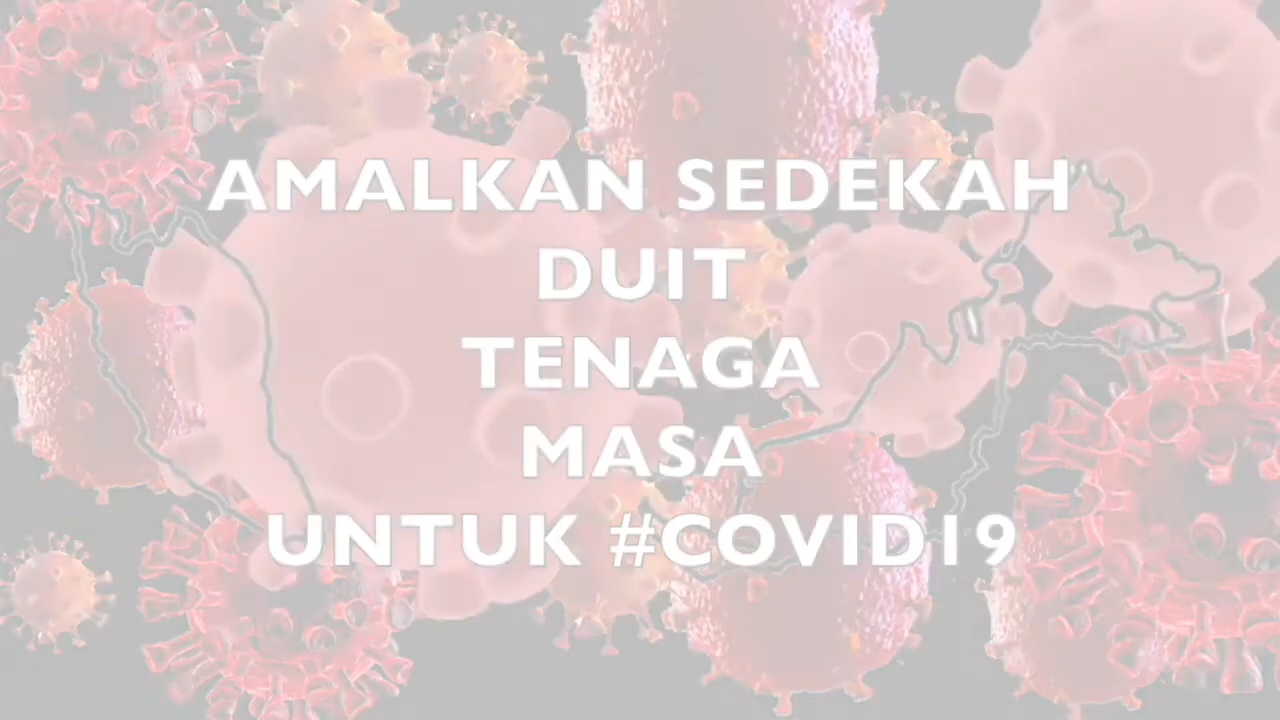 AMALKAN SEDEKAH
DUIT
TENAGA
MASA
UNTUK #COVID19